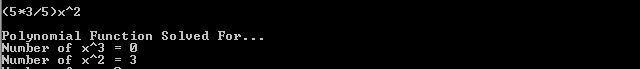 (5*3/5)x^2
Polynomial Function Solved For...
Number of x^3 = 0
Number of x^2 = 3